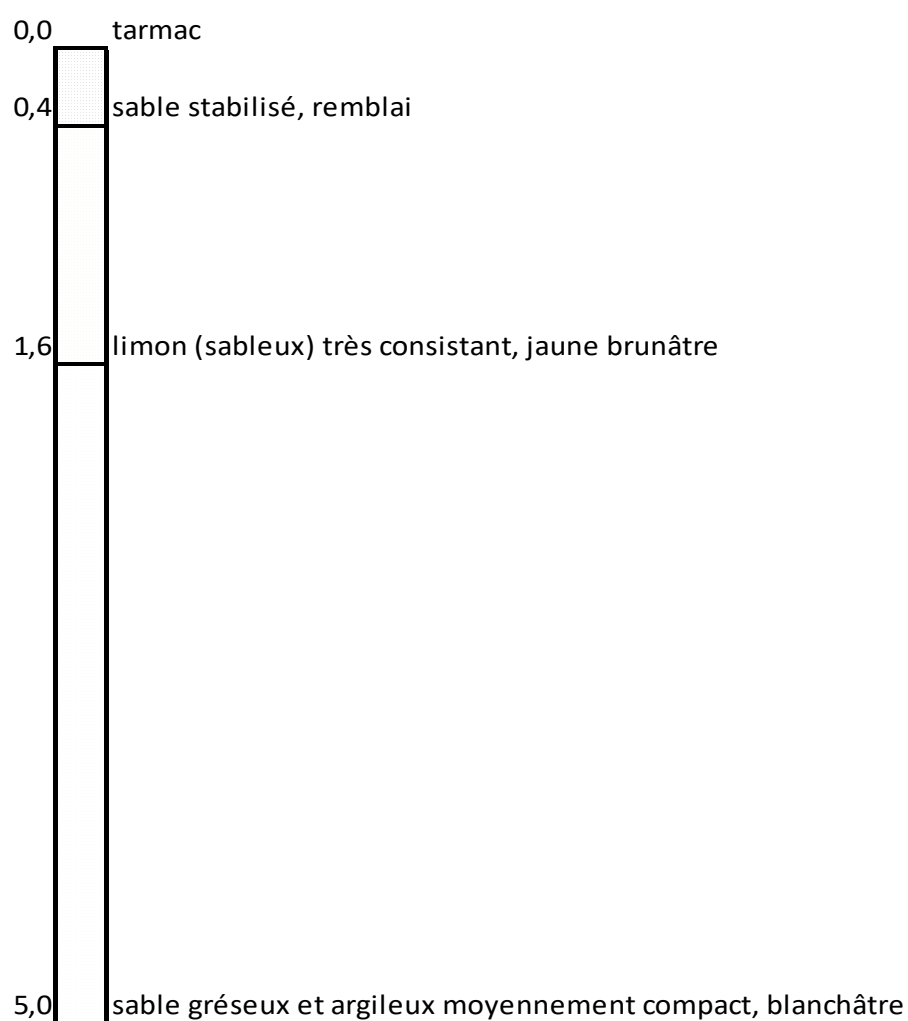 0,0 tarmac
0,4 sable stabilisé, remblai
1,6 limon (sableux) très consistant, jaune brunâtre
5,0 sable gréseux et argileux moyennement compact, blanchâtre